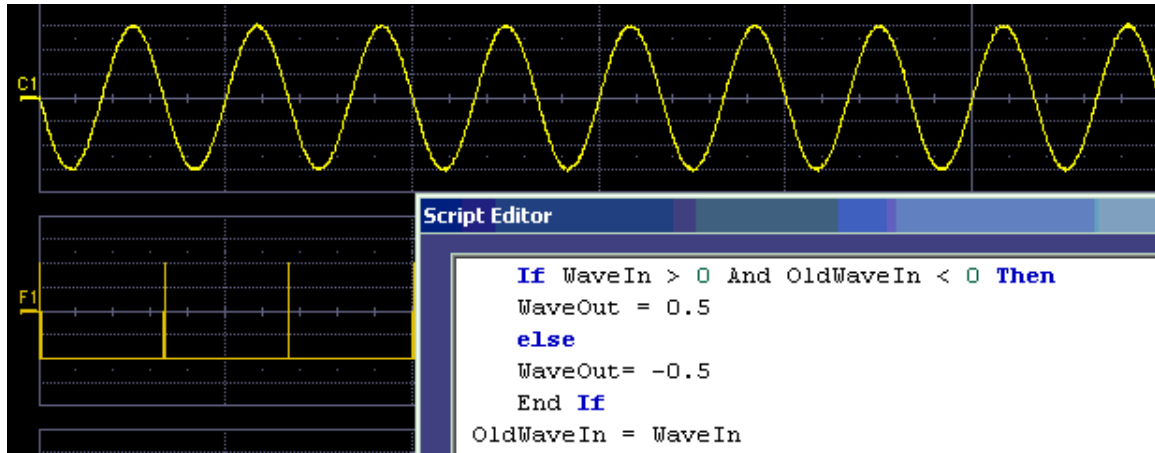 C1
F1
Script Editor
If WaveIn > 0 And OldWaveIn < 0 Then
WaveOut = 0.5
else
WaveOut= -0.5
End If
OldWaveIn = WaveIn